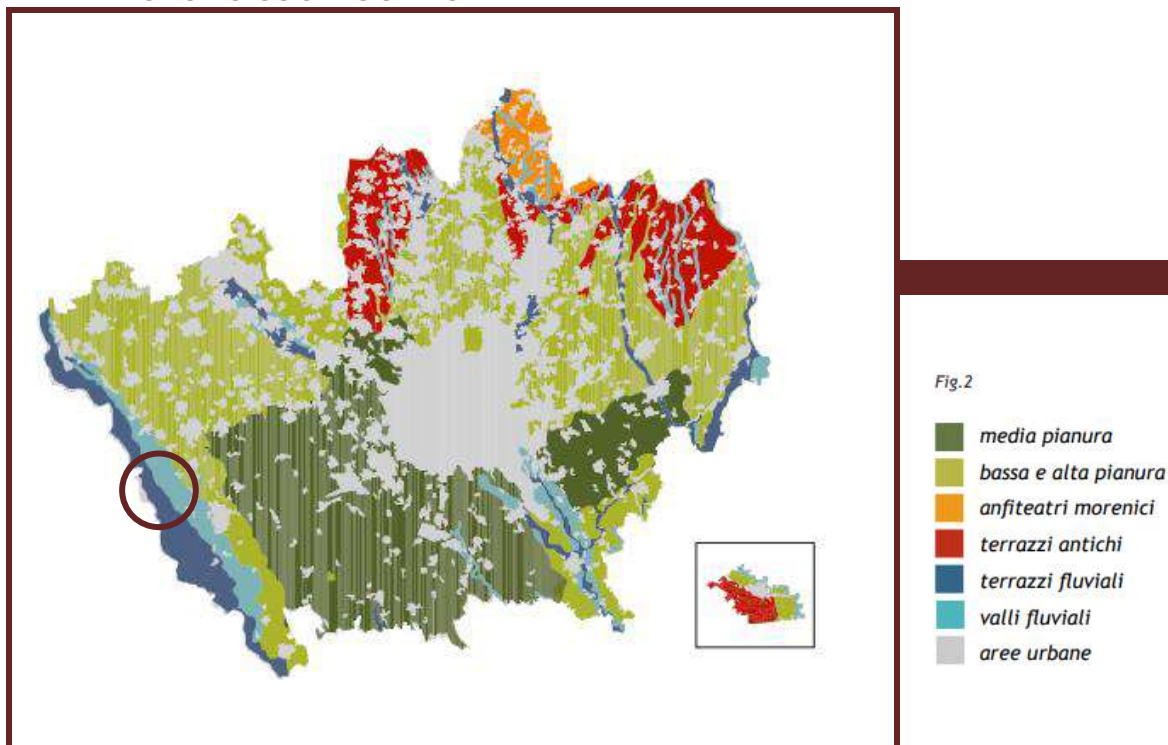 Fig.2
media pianura
bassa e alta pianura
anfiteatri morenici
terrazzi antichi
terrazzi fluviali
valli fluviali
aree urbane